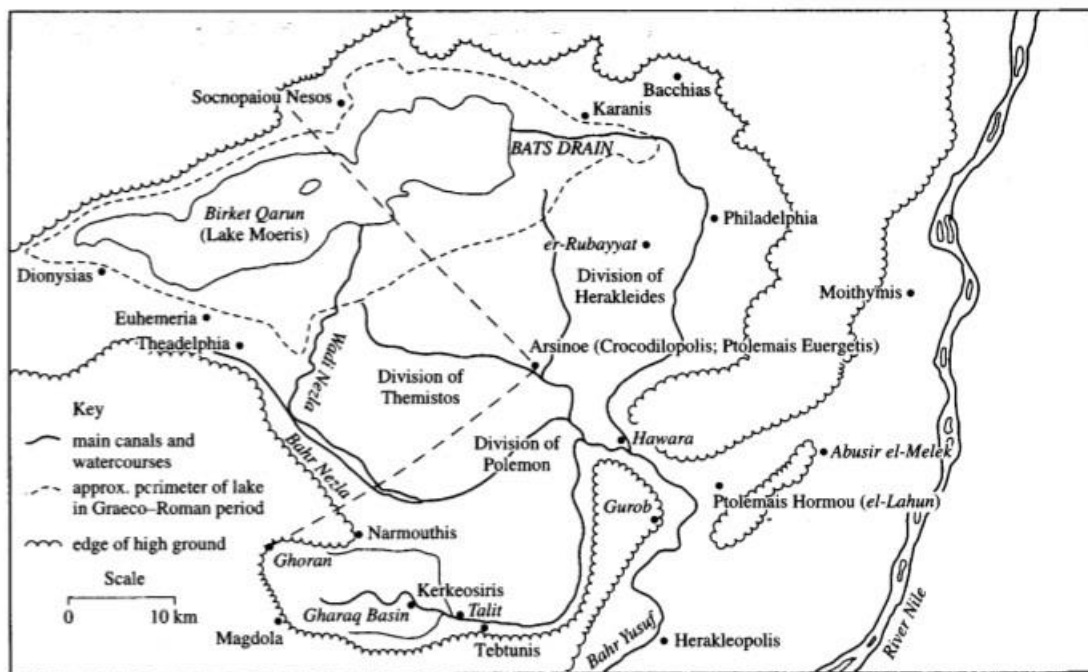 Socnopaiou Nesos
Bacchias
Karanis
BATS DRAIN
Birket Qarun
(Lake Moeris)
Philadelphia
er-Rubayyat
Dionysias
Division of
Herakleides
Moithymis
Euhemeria
Theadelphia
Wadi Nezla
Arsinoe (Crocodilopolis; Ptolemais Euergetis)
Division of
Themistos
Key
main canals and
watercourses
approx. perimeter of lake
in Graeco–Roman period
edge of high ground
Scale
0 10 km
Bahr Nezla
Division of
Polemon
Hawara
Abusir el-Melek
Ptolemais Hormou (el-Lahun)
Gurob
Narmouthis
Ghoran
Kerkeosiris
Gharaq Basin
Talit
Magdola
Tebtunis
Bahr Yusuf
Herakleopolis
River Nile